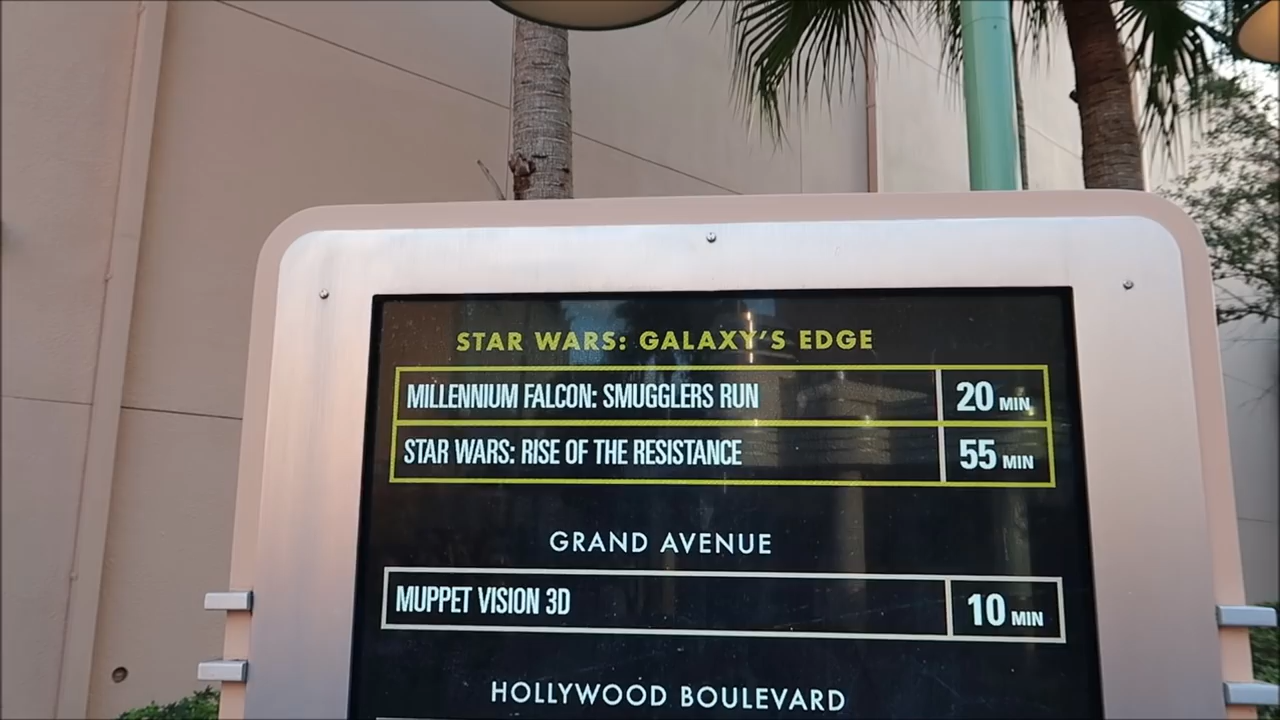 STAR WARS: GALAXY'S EDGE
MILLENNIUM FALCON: SMUGGLERS RUN 20 MIN
STAR WARS: RISE OF THE RESISTANCE 55 MIN
GRAND AVENUE
MUPPET VISION 3D 10 MIN
HOLLYWOOD BOULEVARD